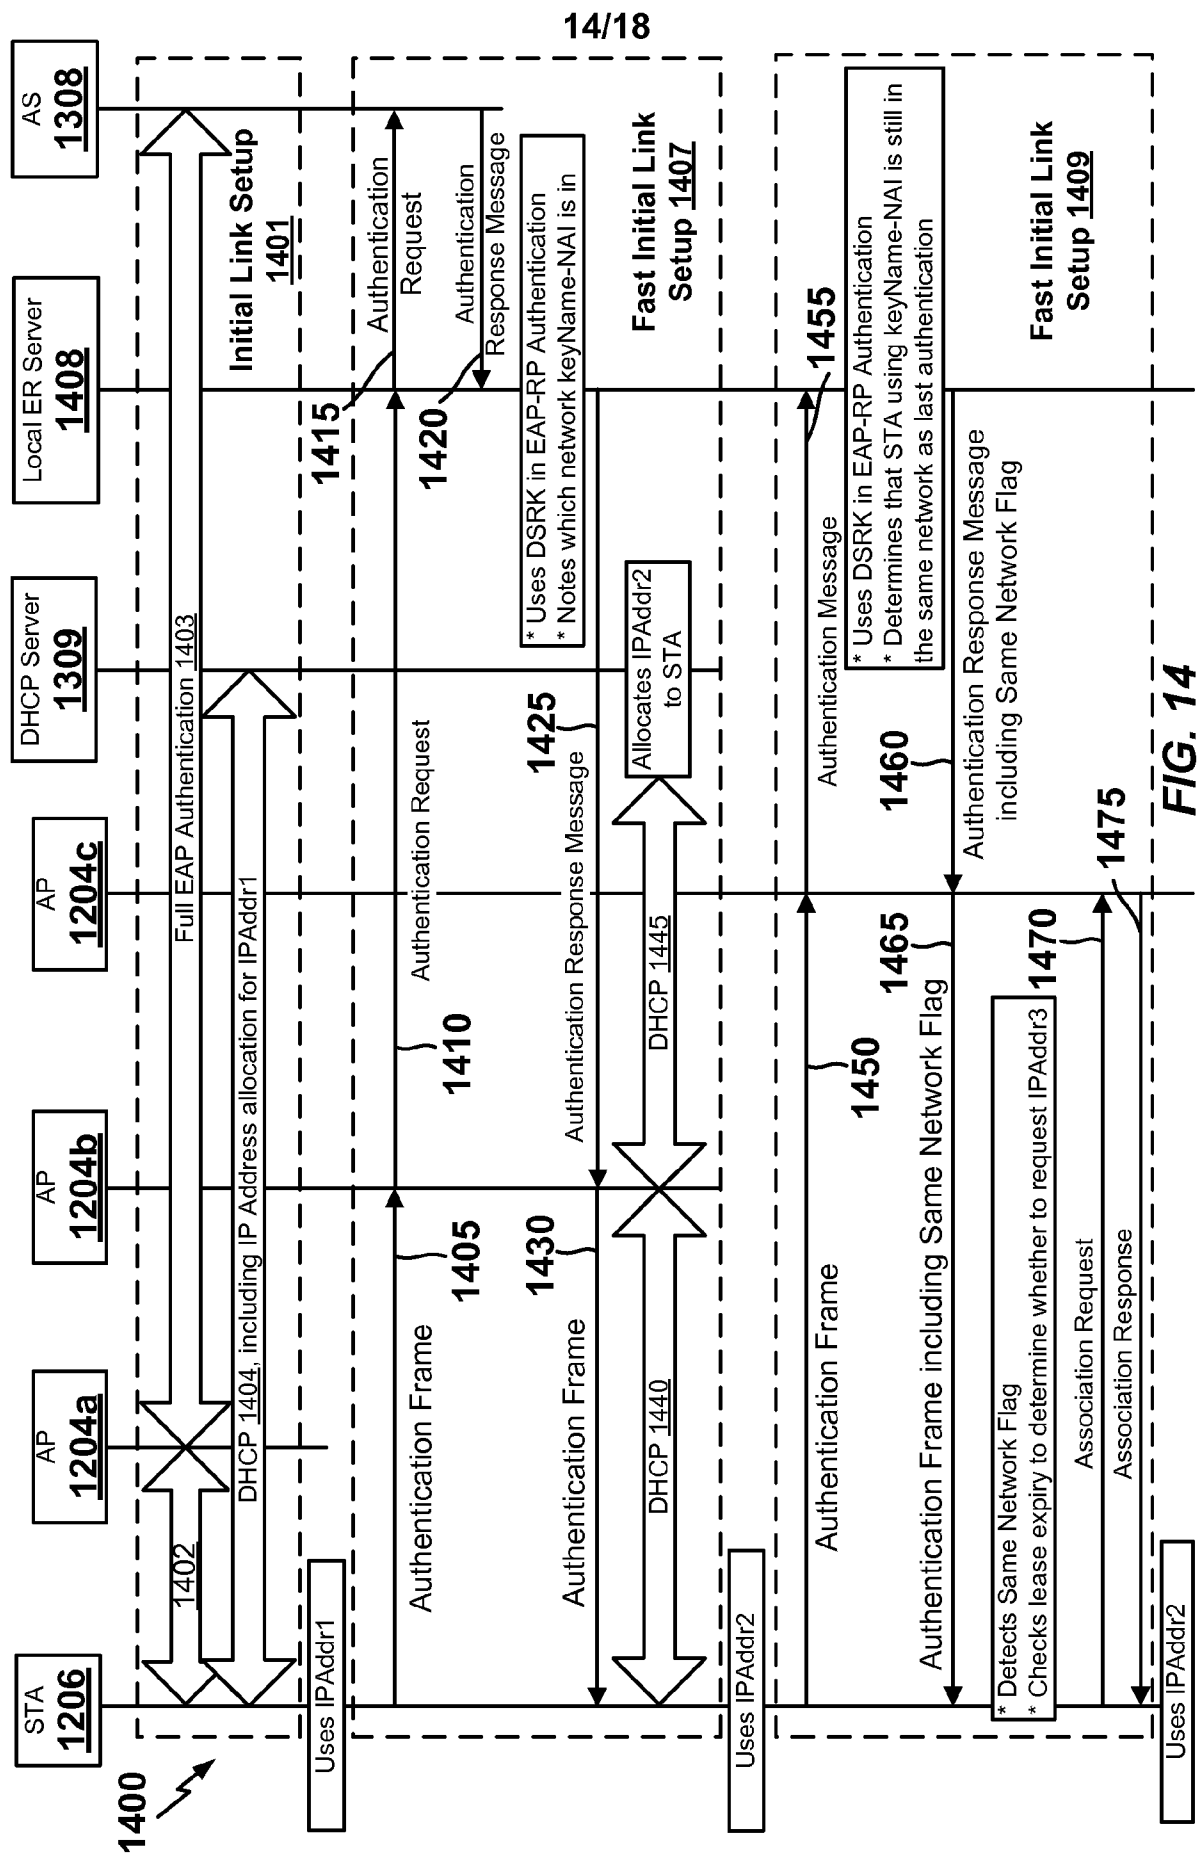 14/18
STA
1206
AP
1204a
AP
1204b
AP
1204c
DHCP Server
1309
Local ER Server
1408
AS
1308
1400
1402
Full EAP Authentication 1403
DHCP 1404, including IP Address allocation for IPAddr1
Initial Link Setup
1401
Uses IPAddr1
Authentication Frame
1405
1410
Authentication Request
1415
Authentication
Request
1420
Authentication
Response Message
* Uses DSRK in EAP-RP Authentication
* Notes which network keyName-NAI is in
1425
Authentication Response Message
1430
Authentication Frame
DHCP 1440
DHCP 1445
Allocates IPAddr2
to STA
Fast Initial Link
Setup 1407
Uses IPAddr2
Authentication Frame
1450
Authentication Message
1455
* Uses DSRK in EAP-RP Authentication
* Determines that STA using keyName-NAI is still in
the same network as last authentication
1460
Authentication Response Message
including Same Network Flag
1465
Authentication Frame including Same Network Flag
* Detects Same Network Flag
* Checks lease expiry to determine whether to request IPAddr3
1470
Association Request
1475
Association Response
Fast Initial Link
Setup 1409
Uses IPAddr2
FIG. 14